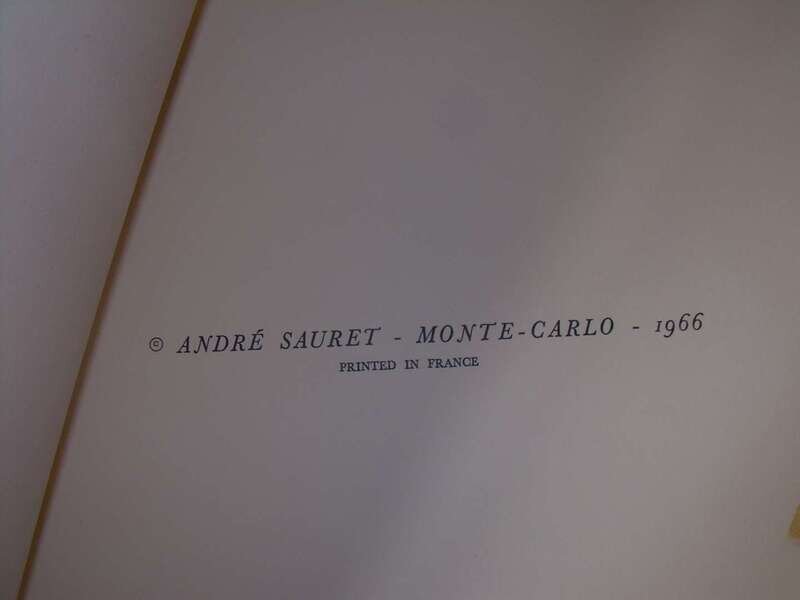 © ANDRÉ SAURET - MONTE-CARLO - 1966
PRINTED IN FRANCE